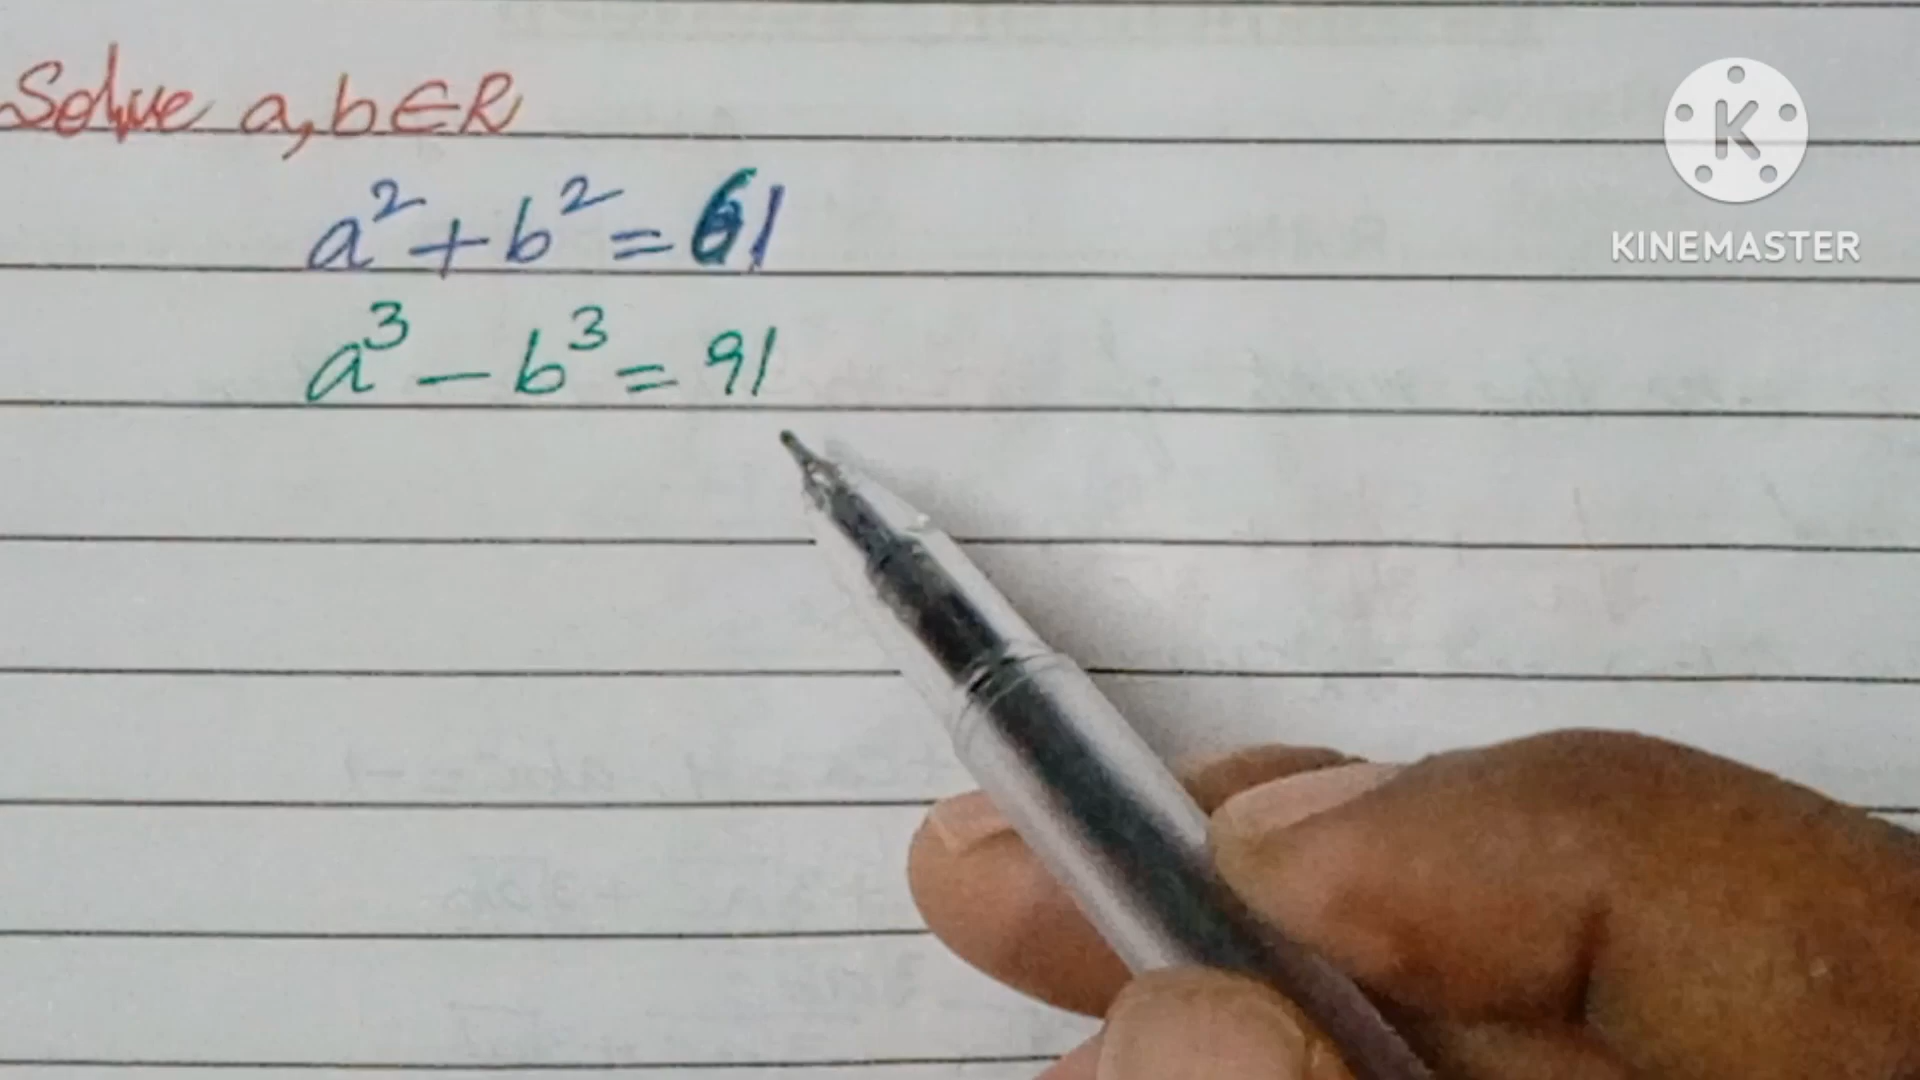 Solve a,b∈R
a² + b² = 61
a³ - b³ = 91
K
KINEMASTER